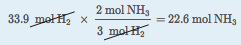 33.9 mol H₂ × 2 mol NH₃ / 3 mol H₂ = 22.6 mol NH₃